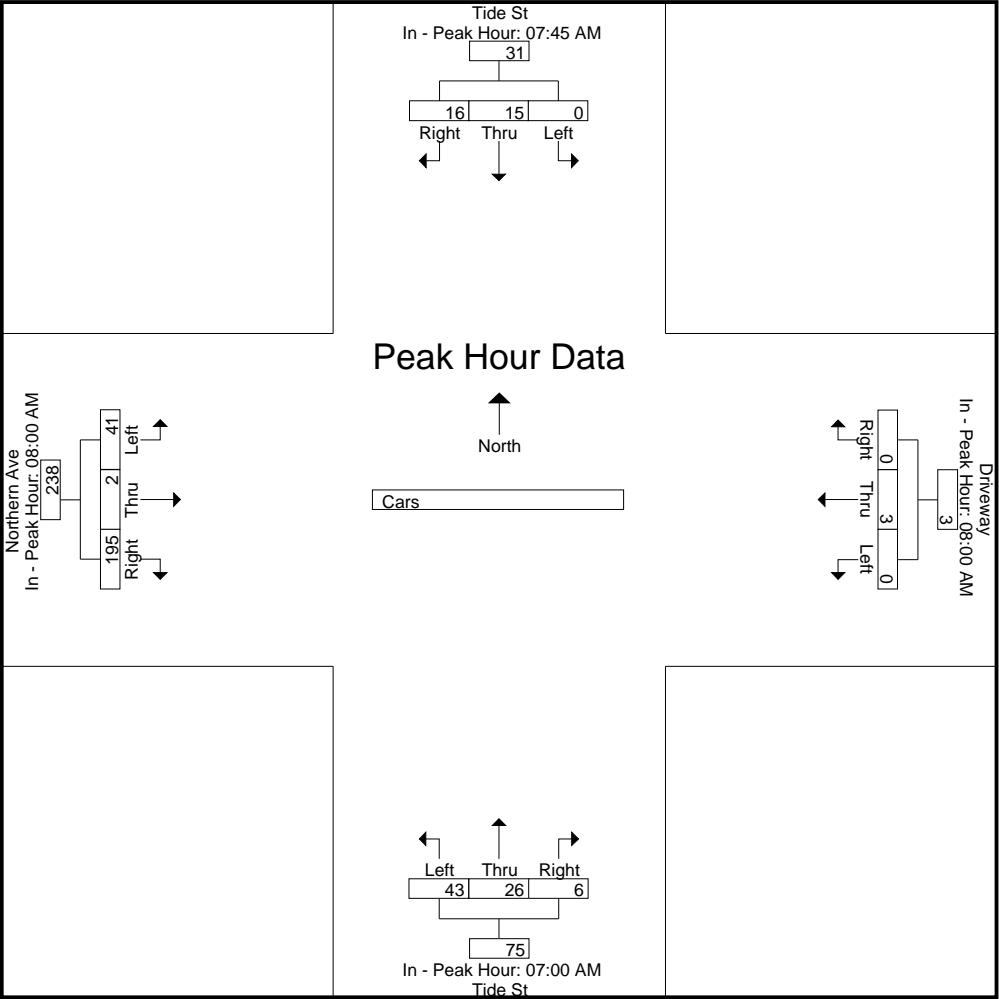 Tide St
In - Peak Hour: 07:45 AM
31
16 15 0
Right Thru Left
Peak Hour Data
North
Cars
Northern Ave
In - Peak Hour: 08:00 AM
238
41 2 195
Left Thru Right
Driveway
In - Peak Hour: 08:00 AM
3
0 3 0
Right Thru Left
Left Thru Right
43 26 6
75
In - Peak Hour: 07:00 AM
Tide St